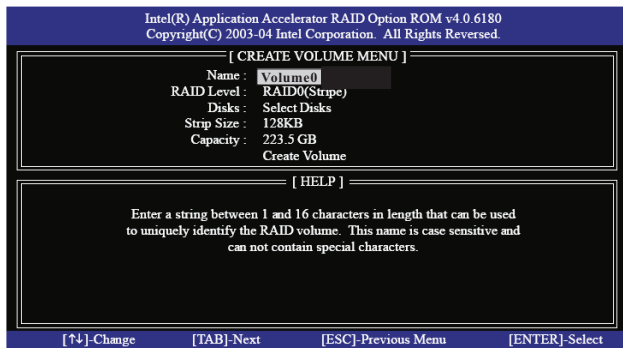 Intel(R) Application Accelerator RAID Option ROM v4.0.6180
Copyright(C) 2003-04 Intel Corporation. All Rights Reversed.
[ CREATE VOLUME MENU ]
Name : Volume0
RAID Level : RAID0(Stripe)
Disks : Select Disks
Strip Size : 128KB
Capacity : 223.5 GB
Create Volume
[ HELP ]
Enter a string between 1 and 16 characters in length that can be used
to uniquely identify the RAID volume. This name is case sensitive and
can not contain special characters.
[↑↓]-Change [TAB]-Next [ESC]-Previous Menu [ENTER]-Select